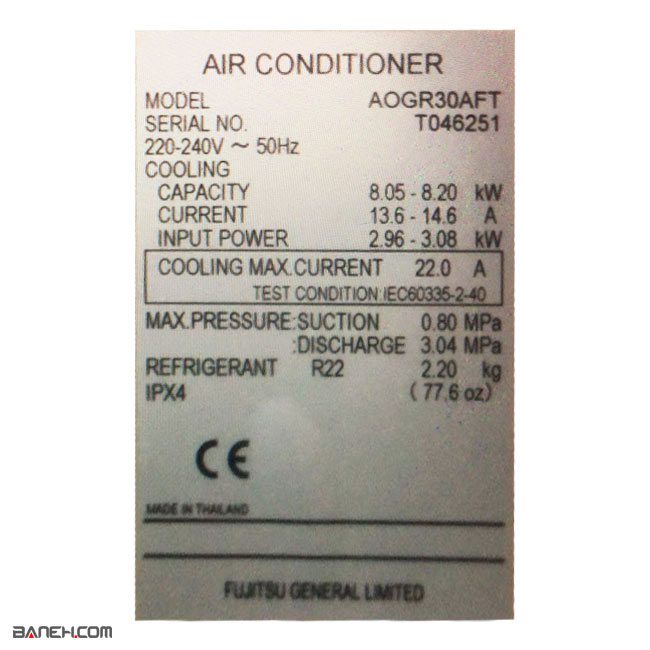 AIR CONDITIONER
MODEL AOGR30AFT
SERIAL NO. T046251
220-240V ~ 50Hz
COOLING
CAPACITY 8.05 - 8.20 kW
CURRENT 13.6 - 14.6 A
INPUT POWER 2.96 - 3.08 kW
COOLING MAX.CURRENT 22.0 A
TEST CONDITION:IEC60335-2-40
MAX.PRESSURE:SUCTION 0.80 MPa
:DISCHARGE 3.04 MPa
REFRIGERANT R22 2.20 kg
IPX4 (77.6 oz)
CE
MADE IN THAILAND
FUJITSU GENERAL LIMITED
BANEH.COM